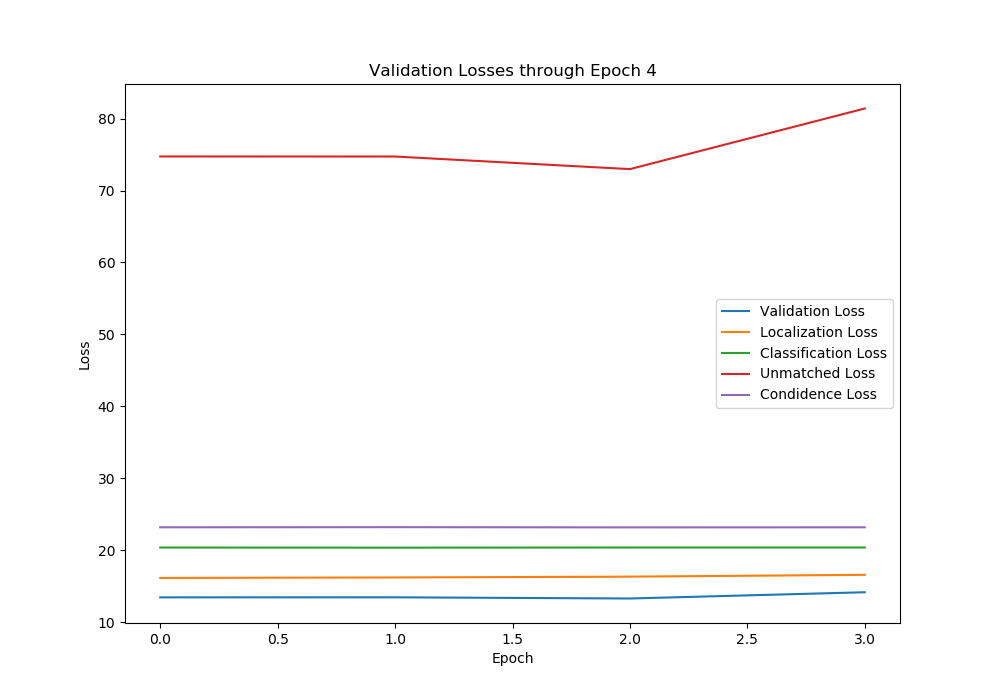 Validation Losses through Epoch 4
Loss
80
70
60
50
40
30
20
10
Validation Loss
Localization Loss
Classification Loss
Unmatched Loss
Condidence Loss
0.0 0.5 1.0 1.5 2.0 2.5 3.0
Epoch